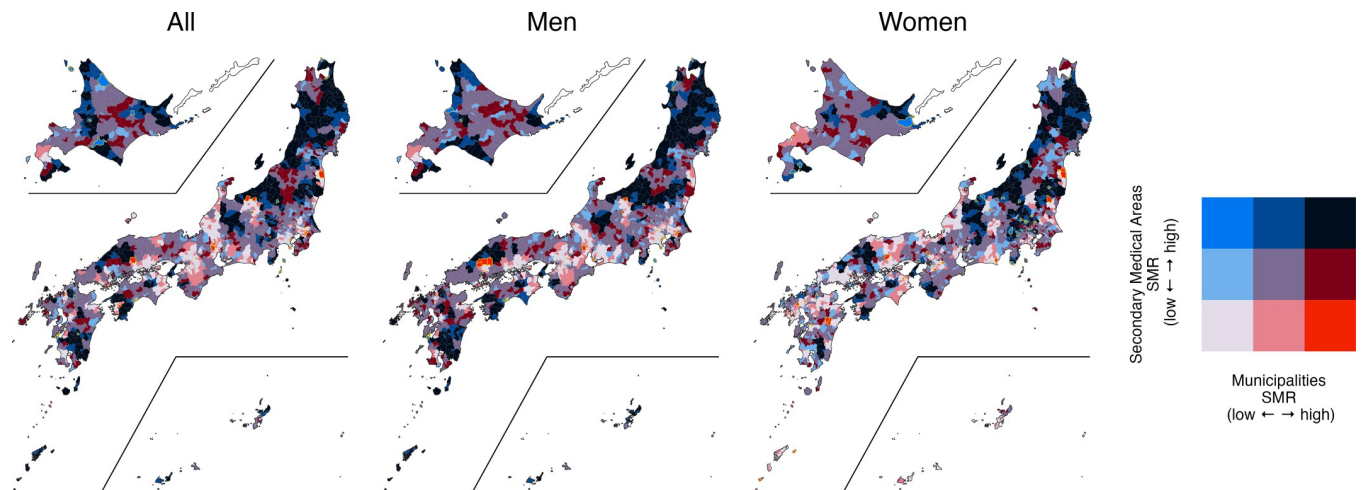 All
Men
Women
Secondary Medical Areas
SMR
(low ← → high)
Municipalities
SMR
(low ← → high)